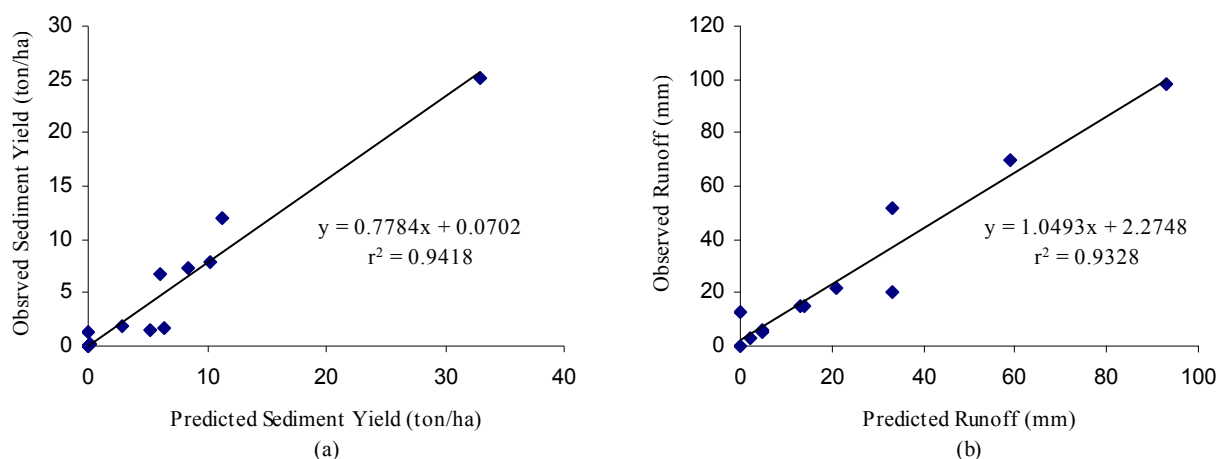 30
25
20
15
10
5
0
0
10
20
30
40
Obsrved Sediment Yield (ton/ha)
y = 0.7784x + 0.0702
r² = 0.9418
Predicted Sediment Yield (ton/ha)
(a)
120
100
80
60
40
20
0
0
20
40
60
80
100
Observed Runoff (mm)
y = 1.0493x + 2.2748
r² = 0.9328
Predicted Runoff (mm)
(b)